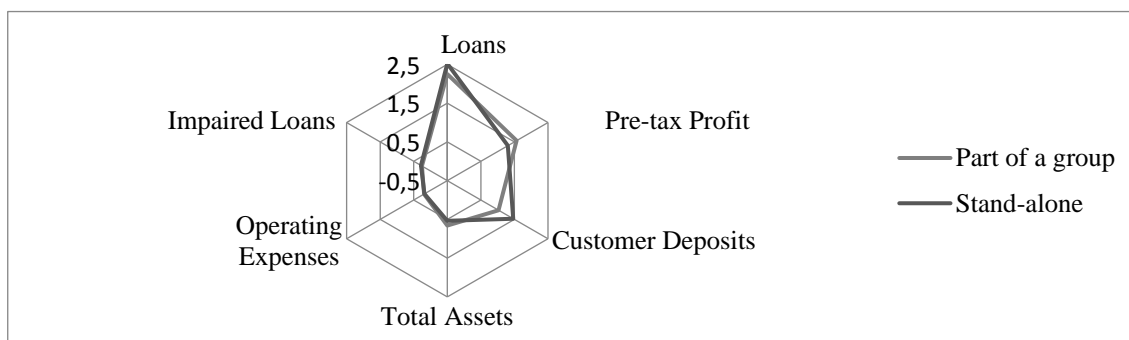 Loans
2,5
1,5
0,5
-0,5
Impaired Loans
Pre-tax Profit
Part of a group
Stand-alone
Operating
Expenses
Customer Deposits
Total Assets